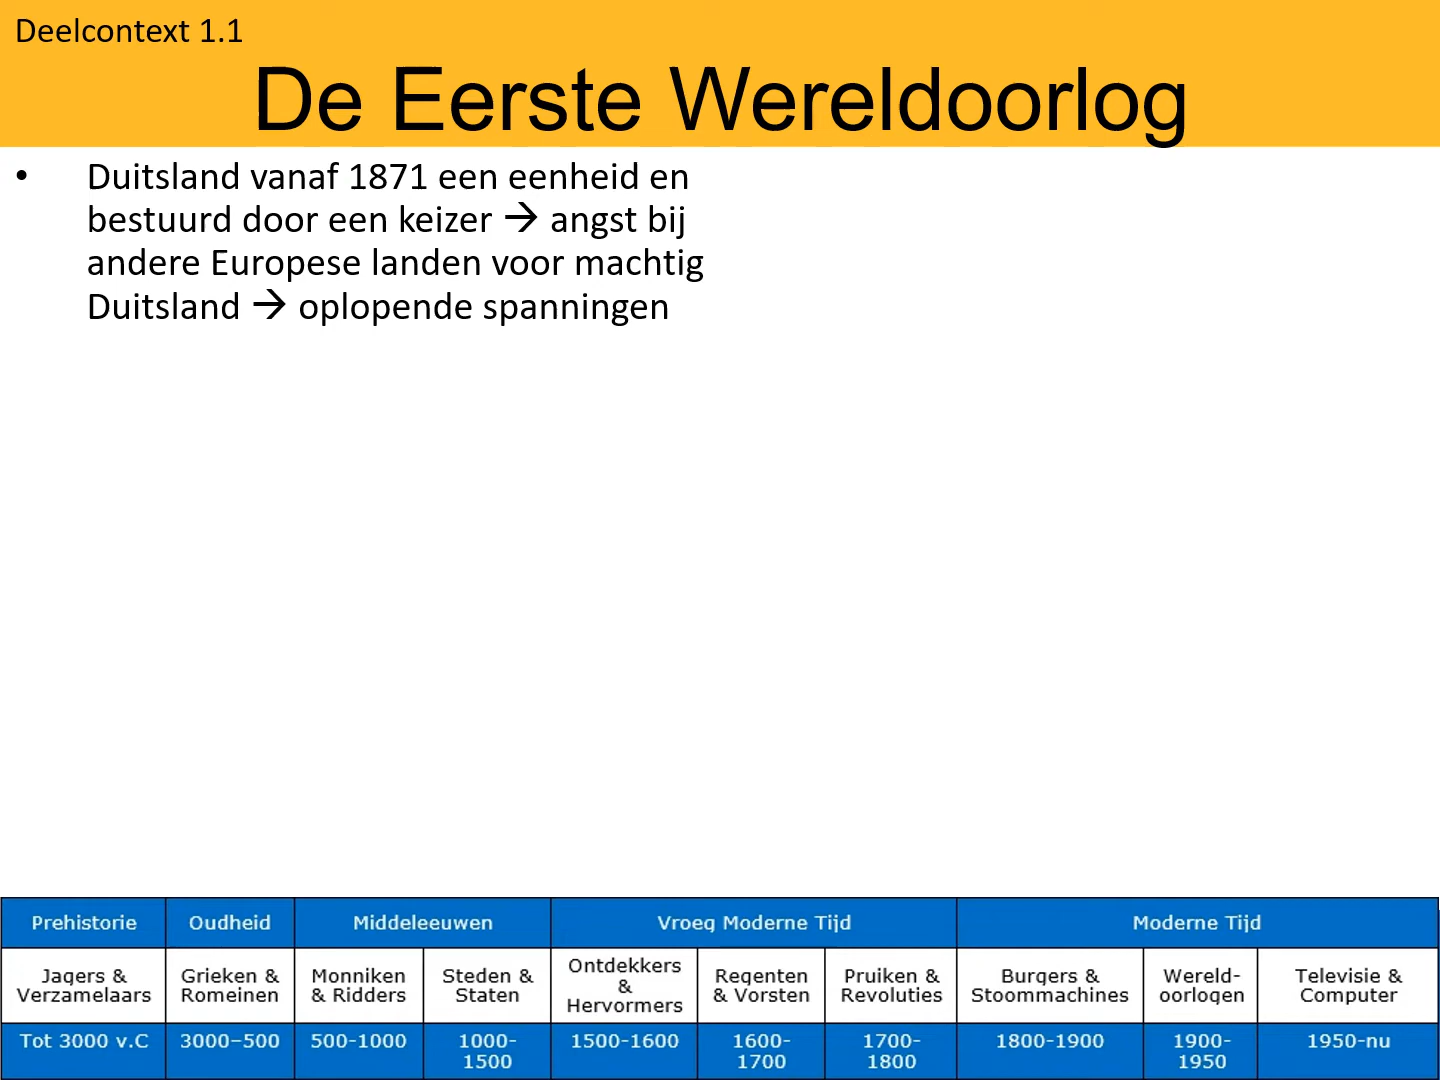 Deelcontext 1.1
De Eerste Wereldoorlog
• Duitsland vanaf 1871 een eenheid en
bestuurd door een keizer → angst bij
andere Europese landen voor machtig
Duitsland → oplopende spanningen
Prehistorie Oudheid Middeleeuwen Vroeg Moderne Tijd Moderne Tijd
Jagers &
Verzamelaars
Grieken &
Romeinen
Monniken
& Ridders
Steden &
Staten
Ontdekkers
&
Hervormers
Regenten
& Vorsten
Pruiken &
Revoluties
Burgers &
Stoommachines
Wereld-
oorlogen
Televisie &
Computer
Tot 3000 v.C
3000–500
500-1000
1000-
1500
1500-1600
1600-
1700
1700-
1800
1800-1900
1900-
1950
1950-nu